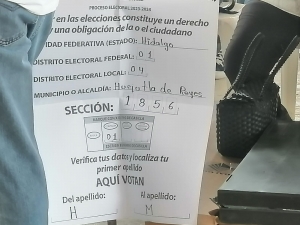 PROCESO ELECTORAL 2023-2024
en las elecciones constituye un derecho
y una obligación de la o el ciudadano
IDAD FEDERATIVA (ESTADO): Hidalgo
DISTRITO ELECTORAL FEDERAL: 01
DISTRITO ELECTORAL LOCAL: 04
MUNICIPIO O ALCALDÍA: Huejutla de Reyes
SECCIÓN: 1856
01
Verifica tus datos y localiza tu
primer apellido
AQUÍ VOTAN
Del apellido: Al apellido:
H M